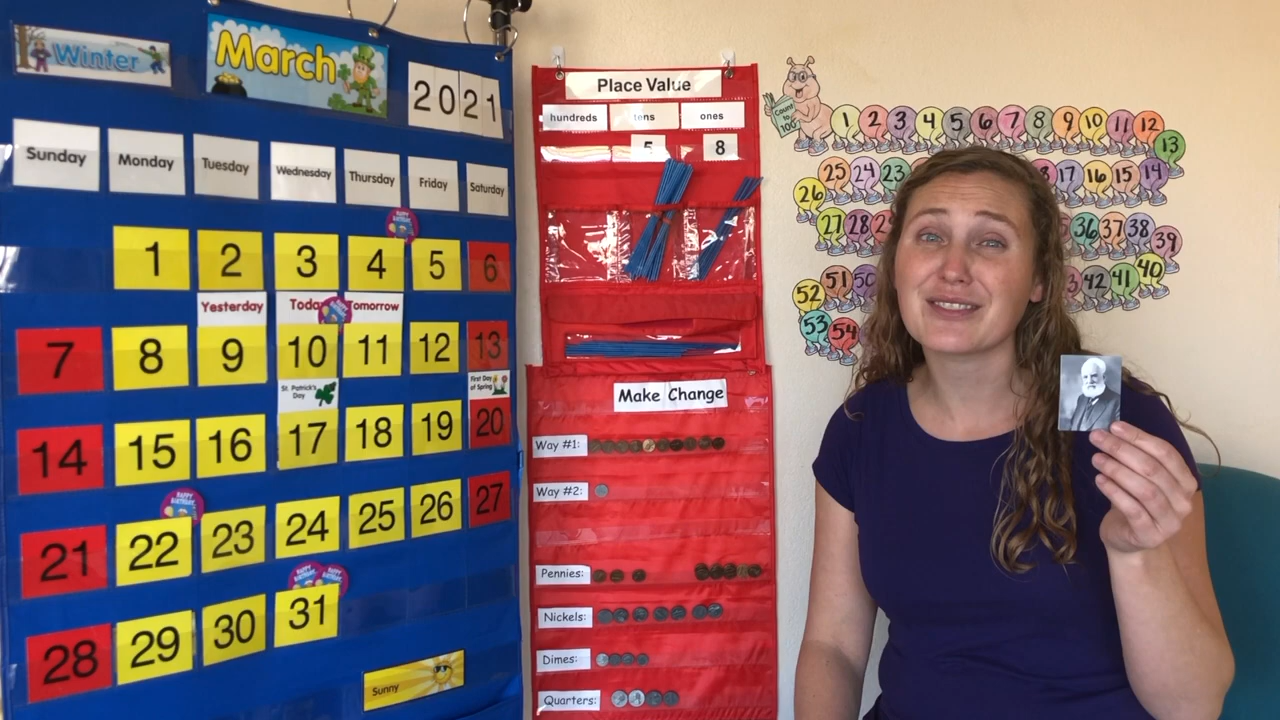 Winter
March
2021
Sunday Monday Tuesday Wednesday Thursday Friday Saturday
1 2 3 4 5 6
Yesterday Today Tomorrow
7 8 9 10 11 12 13
St. Patrick's
Day
First Day
of Spring
14 15 16 17 18 19 20
HAPPY
BIRTHDAY
21 22 23 24 25 26 27
28 29 30 31
Sunny
Place Value
hundreds tens ones
5 8
Make Change
Way #1:
Way #2:
Pennies:
Nickels:
Dimes:
Quarters:
Count
to
100
1 2 3 4 5 6 7 8 9 10 11 12
13
25 24 23 17 16 15 14
26
27 28 36 37 38
39
52 51 50 42 41 40
53 54